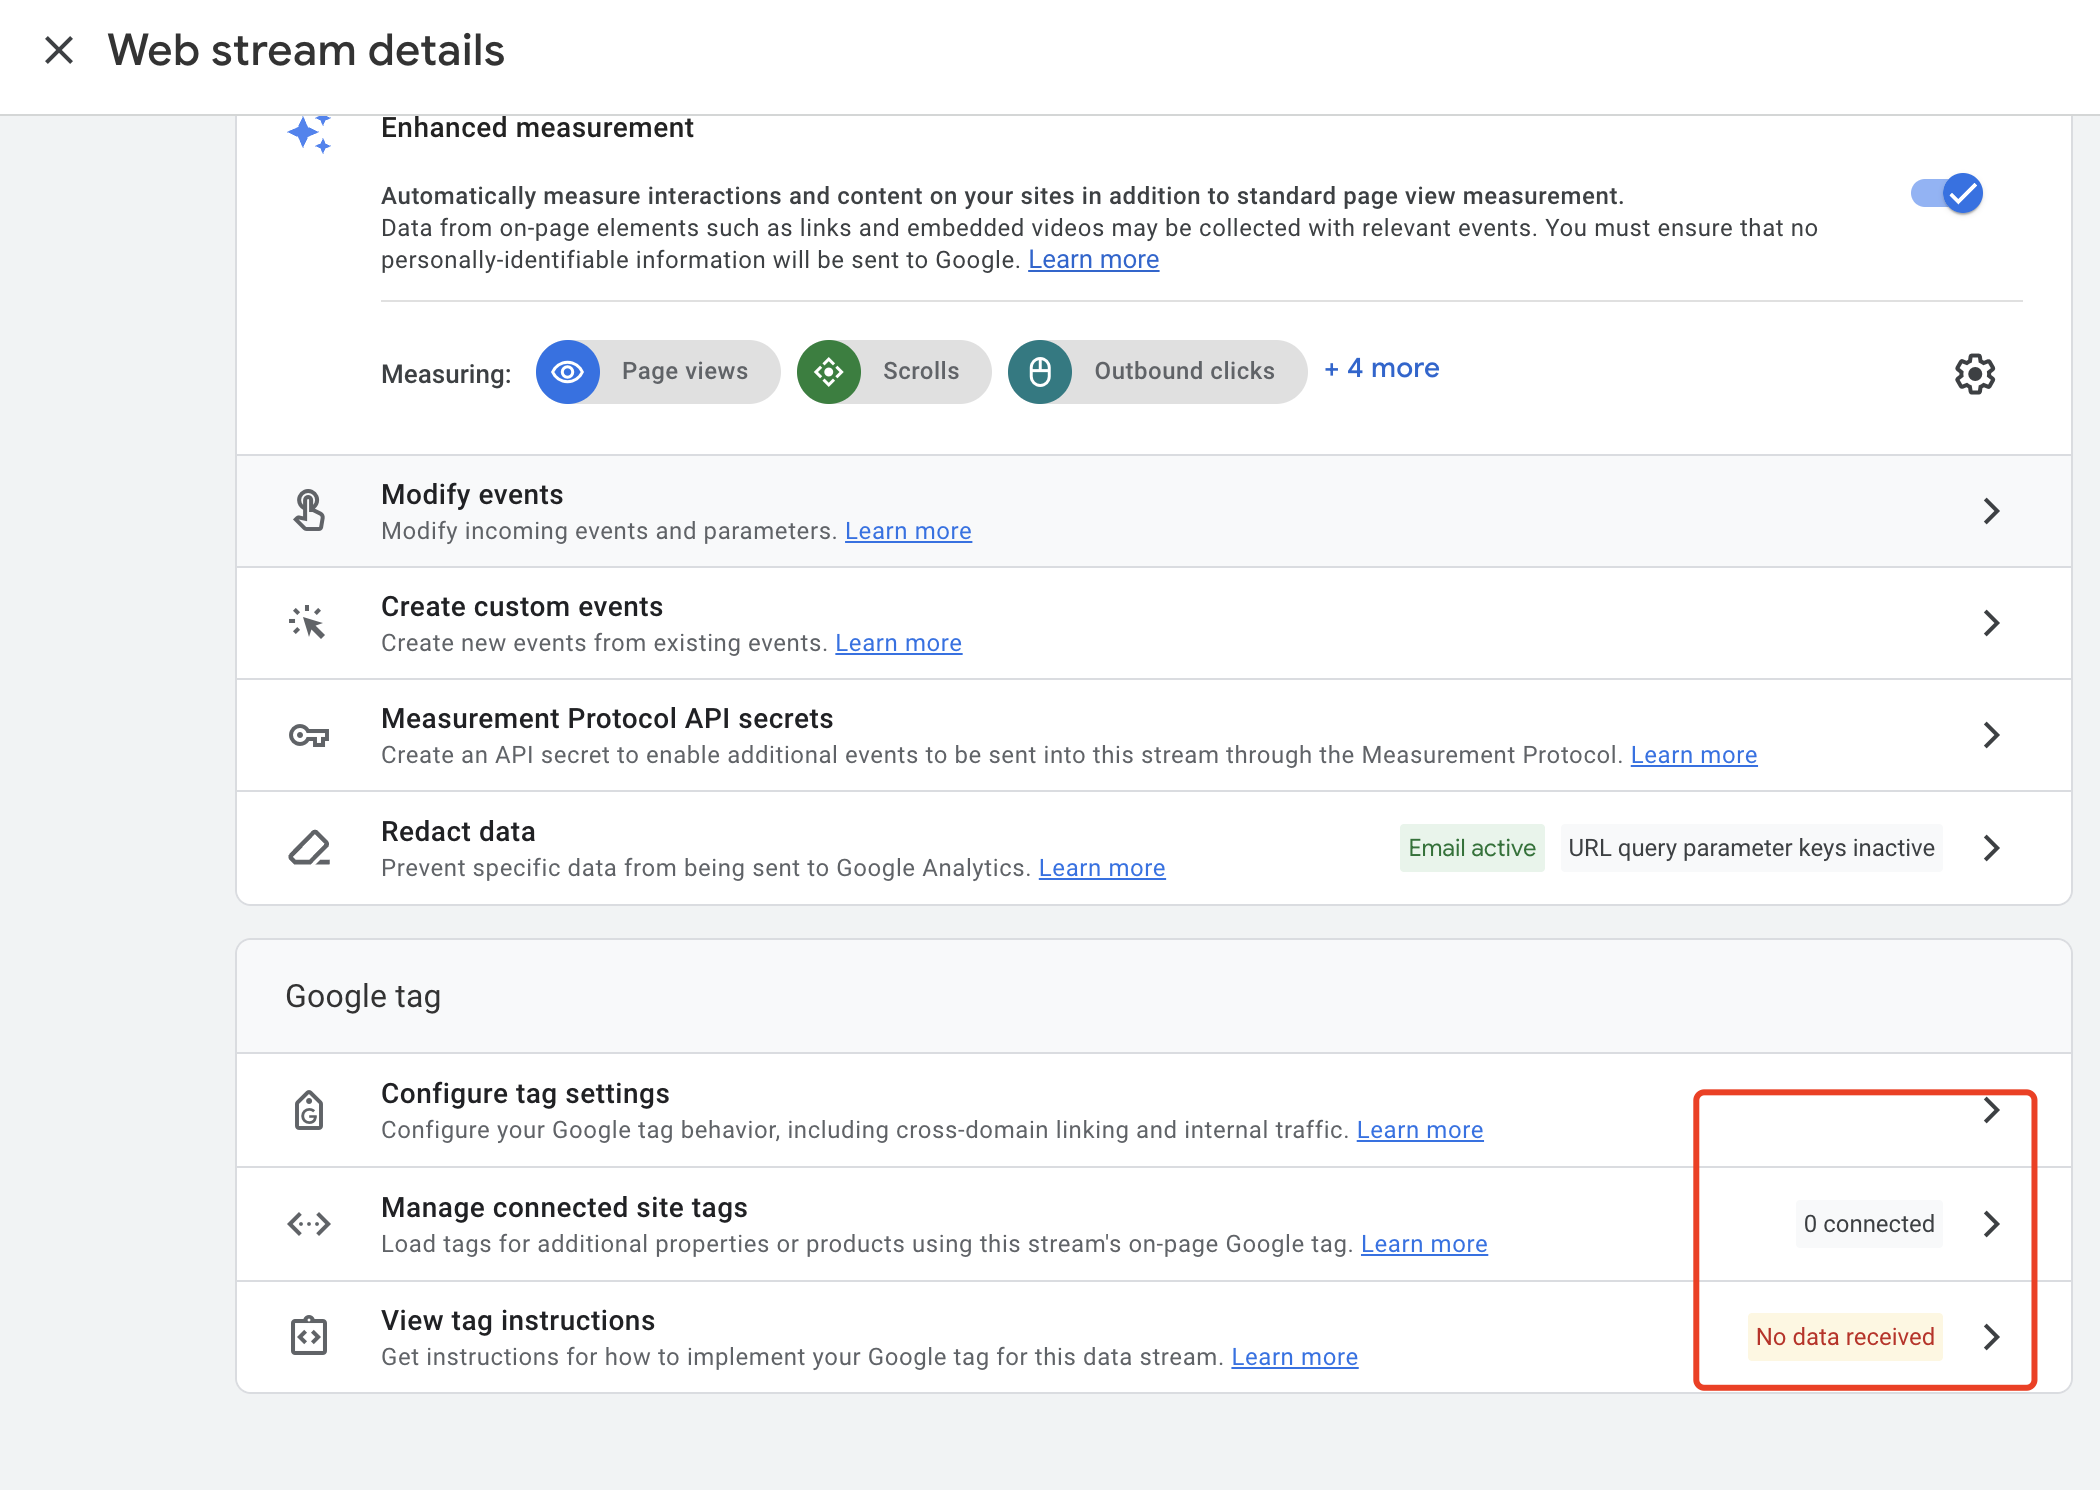 Web stream details
Enhanced measurement
Automatically measure interactions and content on your sites in addition to standard page view measurement.
Data from on-page elements such as links and embedded videos may be collected with relevant events. You must ensure that no
personally-identifiable information will be sent to Google. Learn more
Measuring: Page views Scrolls Outbound clicks + 4 more
Modify events
Modify incoming events and parameters. Learn more
Create custom events
Create new events from existing events. Learn more
Measurement Protocol API secrets
Create an API secret to enable additional events to be sent into this stream through the Measurement Protocol. Learn more
Redact data
Prevent specific data from being sent to Google Analytics. Learn more
Email active URL query parameter keys inactive
Google tag
Configure tag settings
Configure your Google tag behavior, including cross-domain linking and internal traffic. Learn more
Manage connected site tags
Load tags for additional properties or products using this stream's on-page Google tag. Learn more
0 connected
View tag instructions
Get instructions for how to implement your Google tag for this data stream. Learn more
No data received